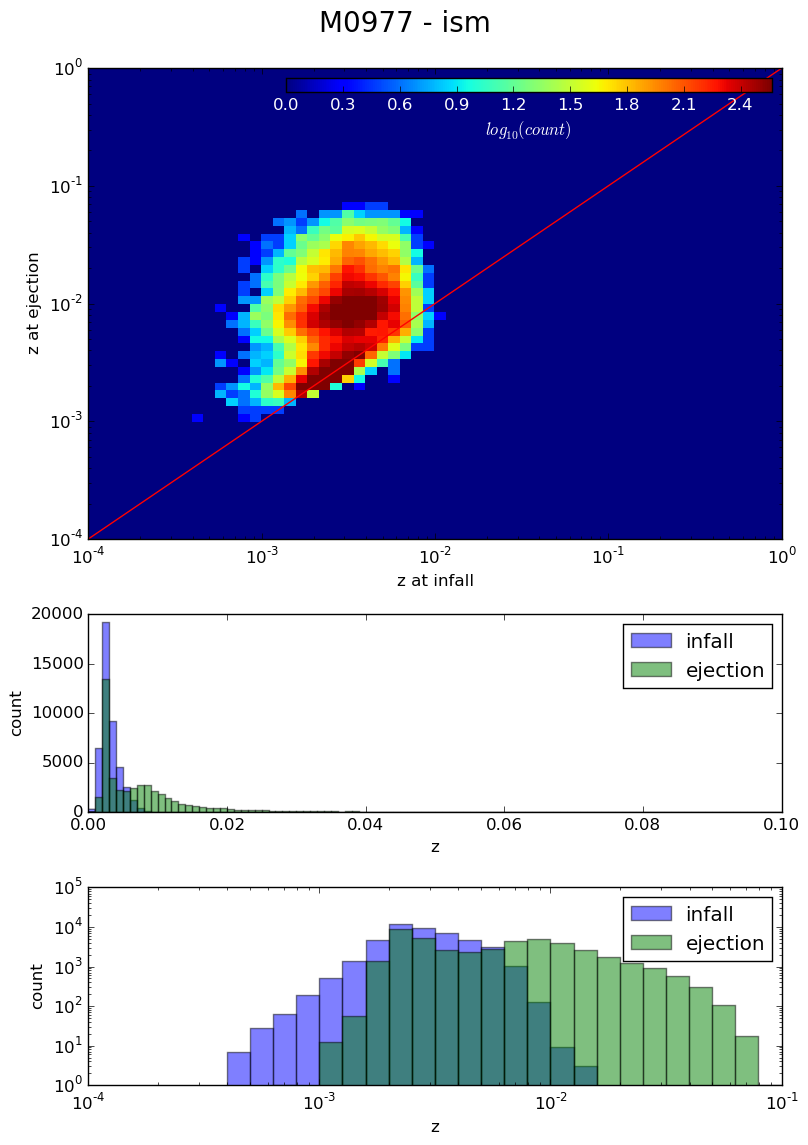 M0977 - ism
10^0
0.0 0.3 0.6 0.9 1.2 1.5 1.8 2.1 2.4
log_10(count)
10^-1
z at ejection
10^-2
10^-3
10^-4
10^-4 10^-3 10^-2 10^-1 10^0
z at infall
20000
infall
15000
ejection
count
10000
5000
0
0.00 0.02 0.04 0.06 0.08 0.10
z
10^5
infall
10^4
ejection
10^3
count
10^2
10^1
10^0
10^-4 10^-3 10^-2 10^-1
z